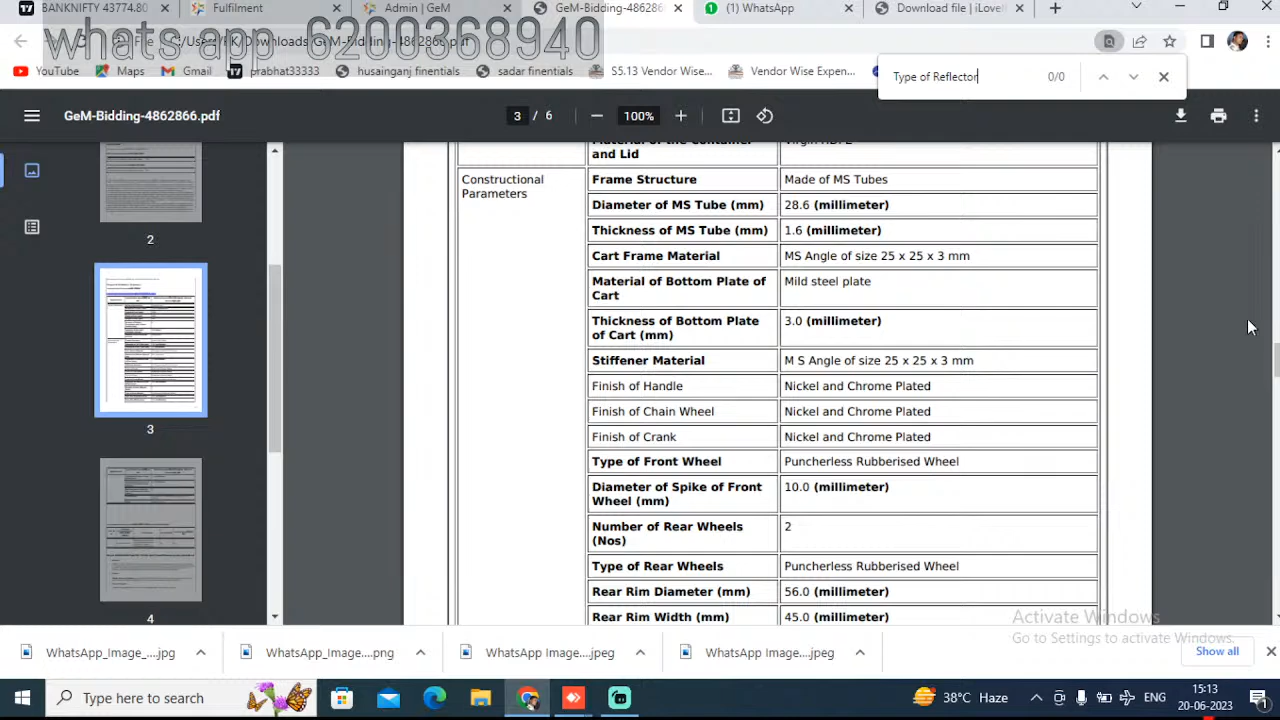 BANKNIFTY 43774.80
Fulfilment
Admin | GeM
GeM-Bidding-4862866
(1) WhatsApp
Download file | iLoveI
whats app 6200368940
YouTube
Maps
Gmail
prabhat33333
husainganj finentials
sadar finentials
S5.13 Vendor Wise...
Vendor Wise Expen...
Type of Reflector
0/0
GeM-Bidding-4862866.pdf
3 / 6
100%
and Lid
Constructional
Parameters
Frame Structure
Made of MS Tubes
Diameter of MS Tube (mm)
28.6 (millimeter)
Thickness of MS Tube (mm)
1.6 (millimeter)
Cart Frame Material
MS Angle of size 25 x 25 x 3 mm
Material of Bottom Plate of
Cart
Mild steel plate
Thickness of Bottom Plate
of Cart (mm)
3.0 (millimeter)
Stiffener Material
M S Angle of size 25 x 25 x 3 mm
Finish of Handle
Nickel and Chrome Plated
Finish of Chain Wheel
Nickel and Chrome Plated
Finish of Crank
Nickel and Chrome Plated
Type of Front Wheel
Puncherless Rubberised Wheel
Diameter of Spike of Front
Wheel (mm)
10.0 (millimeter)
Number of Rear Wheels
(Nos)
2
Type of Rear Wheels
Puncherless Rubberised Wheel
Rear Rim Diameter (mm)
56.0 (millimeter)
Rear Rim Width (mm)
45.0 (millimeter)
2
3
4
Activate Windows
Go to Settings to activate Windows.
WhatsApp_Image_....jpg
WhatsApp_Image....png
WhatsApp_Image....jpeg
WhatsApp_Image....jpeg
Show all
Type here to search
38°C Haze
ENG
15:13
20-06-2023